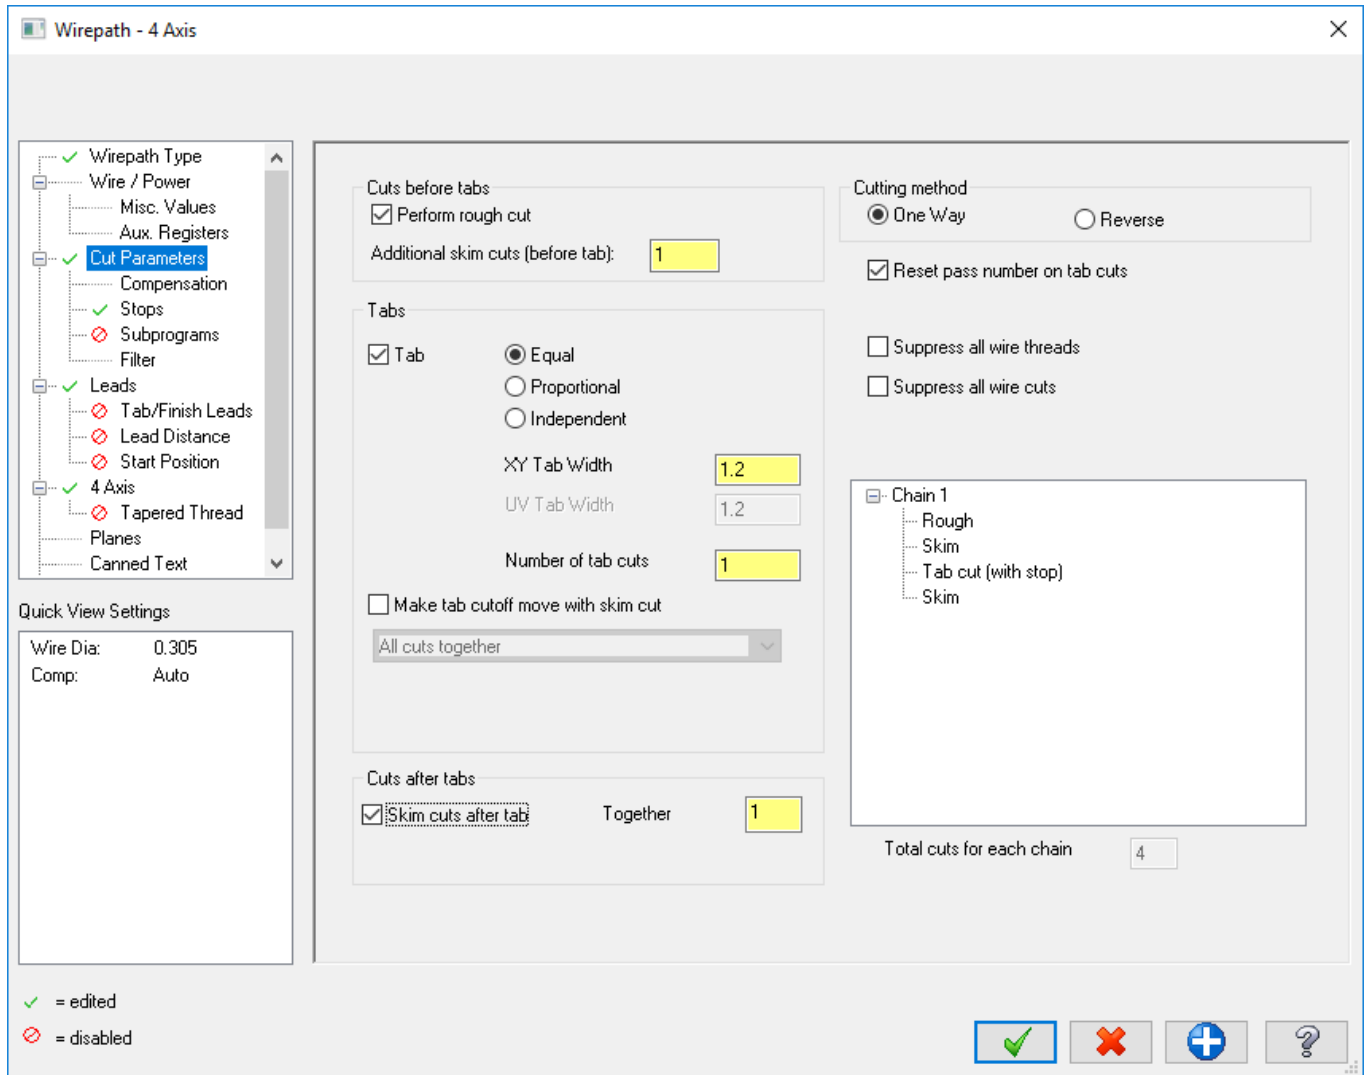 Wirepath - 4 Axis
Wirepath Type
Wire / Power
Misc. Values
Aux. Registers
Cut Parameters
Compensation
Stops
Subprograms
Filter
Leads
Tab/Finish Leads
Lead Distance
Start Position
4 Axis
Tapered Thread
Planes
Canned Text
Quick View Settings
Wire Dia: 0.305
Comp: Auto
= edited
= disabled
Cuts before tabs
Perform rough cut
Additional skim cuts (before tab): 1
Tabs
Tab
Equal
Proportional
Independent
XY Tab Width 1.2
UV Tab Width 1.2
Number of tab cuts 1
Make tab cutoff move with skim cut
All cuts together
Cuts after tabs
Skim cuts after tab Together 1
Cutting method
One Way Reverse
Reset pass number on tab cuts
Suppress all wire threads
Suppress all wire cuts
Chain 1
Rough
Skim
Tab cut (with stop)
Skim
Total cuts for each chain 4